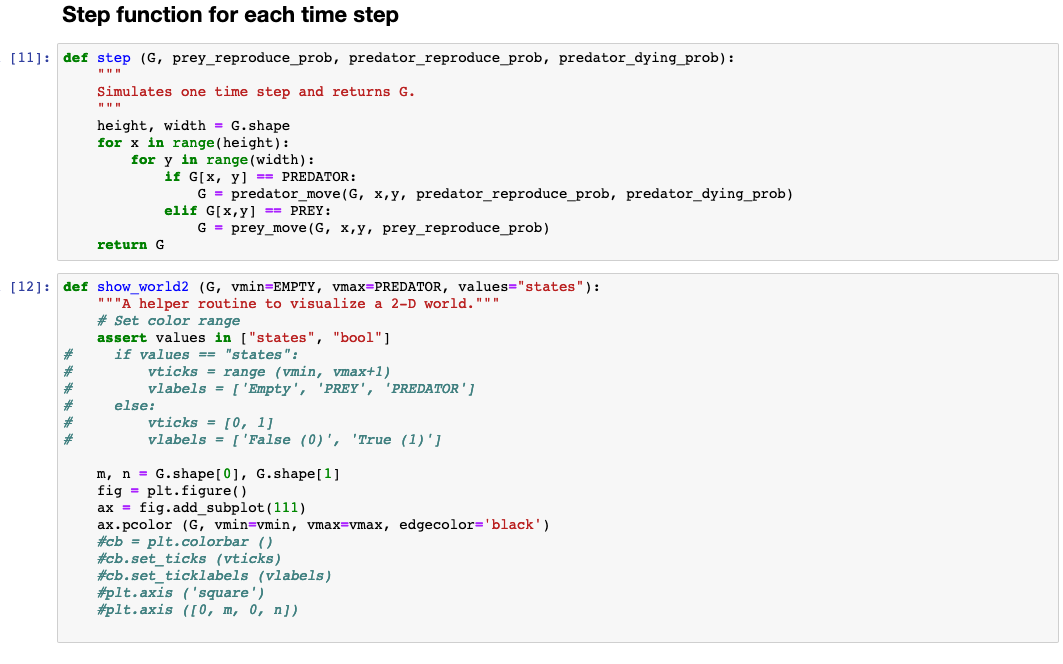 Step function for each time step
[11]: def step (G, prey_reproduce_prob, predator_reproduce_prob, predator_dying_prob):
    """
    Simulates one time step and returns G.
    """
    height, width = G.shape
    for x in range(height):
        for y in range(width):
            if G[x, y] == PREDATOR:
                G = predator_move(G, x,y, predator_reproduce_prob, predator_dying_prob)
            elif G[x,y] == PREY:
                G = prey_move(G, x,y, prey_reproduce_prob)
    return G
[12]: def show_world2 (G, vmin=EMPTY, vmax=PREDATOR, values="states"):
    """A helper routine to visualize a 2-D world."""
    # Set color range
    assert values in ["states", "bool"]
#     if values == "states":
#         vticks = range (vmin, vmax+1)
#         vlabels = ['Empty', 'PREY', 'PREDATOR']
#     else:
#         vticks = [0, 1]
#         vlabels = ['False (0)', 'True (1)']
    m, n = G.shape[0], G.shape[1]
    fig = plt.figure()
    ax = fig.add_subplot(111)
    ax.pcolor (G, vmin=vmin, vmax=vmax, edgecolor='black')
    #cb = plt.colorbar ()
    #cb.set_ticks (vticks)
    #cb.set_ticklabels (vlabels)
    #plt.axis ('square')
    #plt.axis ([0, m, 0, n])